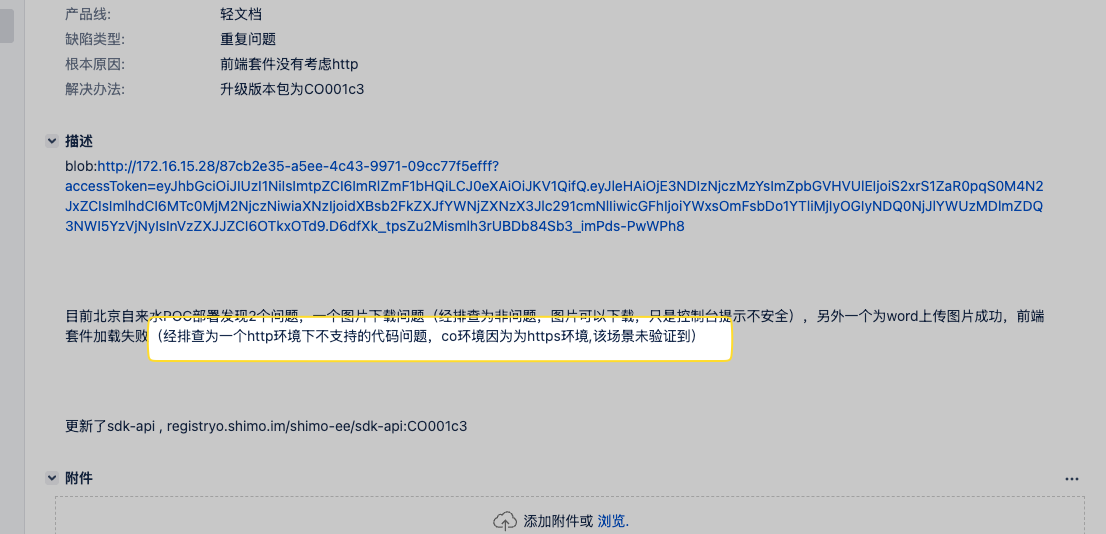 产品线: 轻文档
缺陷类型: 重复问题
根本原因: 前端套件没有考虑http
解决办法: 升级版本包为CO001c3
描述
blob:http://172.16.15.28/87cb2e35-a5ee-4c43-9971-09cc77f5efff?
accessToken=eyJhbGciOiJIUzI1NiIsImtpZCI6ImRlZmF1bHQiLCJ0eXAiOiJKV1QifQ.eyJleHAiOjE3NDIzNjczMzYsImZpbGVHVUlEIjoiS2xrS1ZaR0pqS0M4N2
JxZCIsImlhdCI6MTc0MjM2NjczNiwiaXNzIjoidXBsb2FkZXJfYWNjZXNzX3Jlc291cmNlIiwicGFhIjoiYWxsOmFsbDo1YTliMjIyOGIyNDQ0NjJlYWUzMDlmZDQ
3NWI5YzVjNyIsInVzZXJJZCI6OTkxOTd9.D6dfXk_tpsZu2Mismlh3rUBDb84Sb3_imPds-PwWPh8
目前北京自来水POC部署发现2个问题，一个图片下载问题（经排查为非问题，图片可以下载，只是控制台提示不安全），另外一个为word上传图片成功，前端
套件加载失败（经排查为一个http环境下不支持的代码问题，co环境因为为https环境,该场景未验证到）
更新了sdk-api , registryo.shimo.im/shimo-ee/sdk-api:CO001c3
附件
添加附件或 浏览.